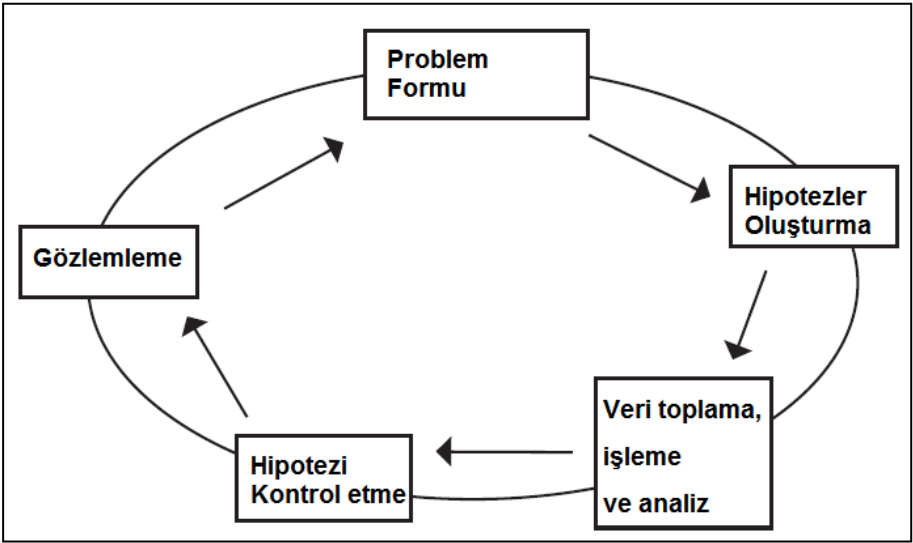 Problem
Formu
Hipotezler
Oluşturma
Gözlemleme
Veri toplama,
işleme
ve analiz
Hipotezi
Kontrol etme